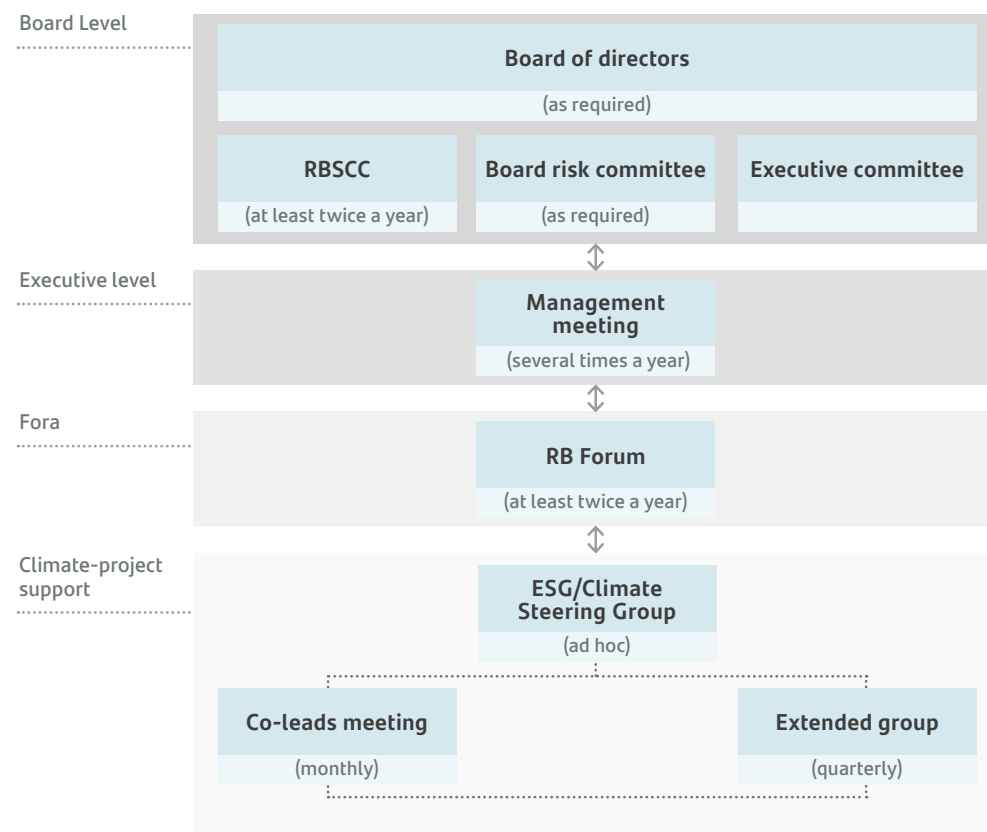 Board Level
Board of directors
(as required)
RBSCC
(at least twice a year)
Board risk committee
(as required)
Executive committee
Executive level
Management
meeting
(several times a year)
Fora
RB Forum
(at least twice a year)
Climate-project
support
ESG/Climate
Steering Group
(ad hoc)
Co-leads meeting
(monthly)
Extended group
(quarterly)